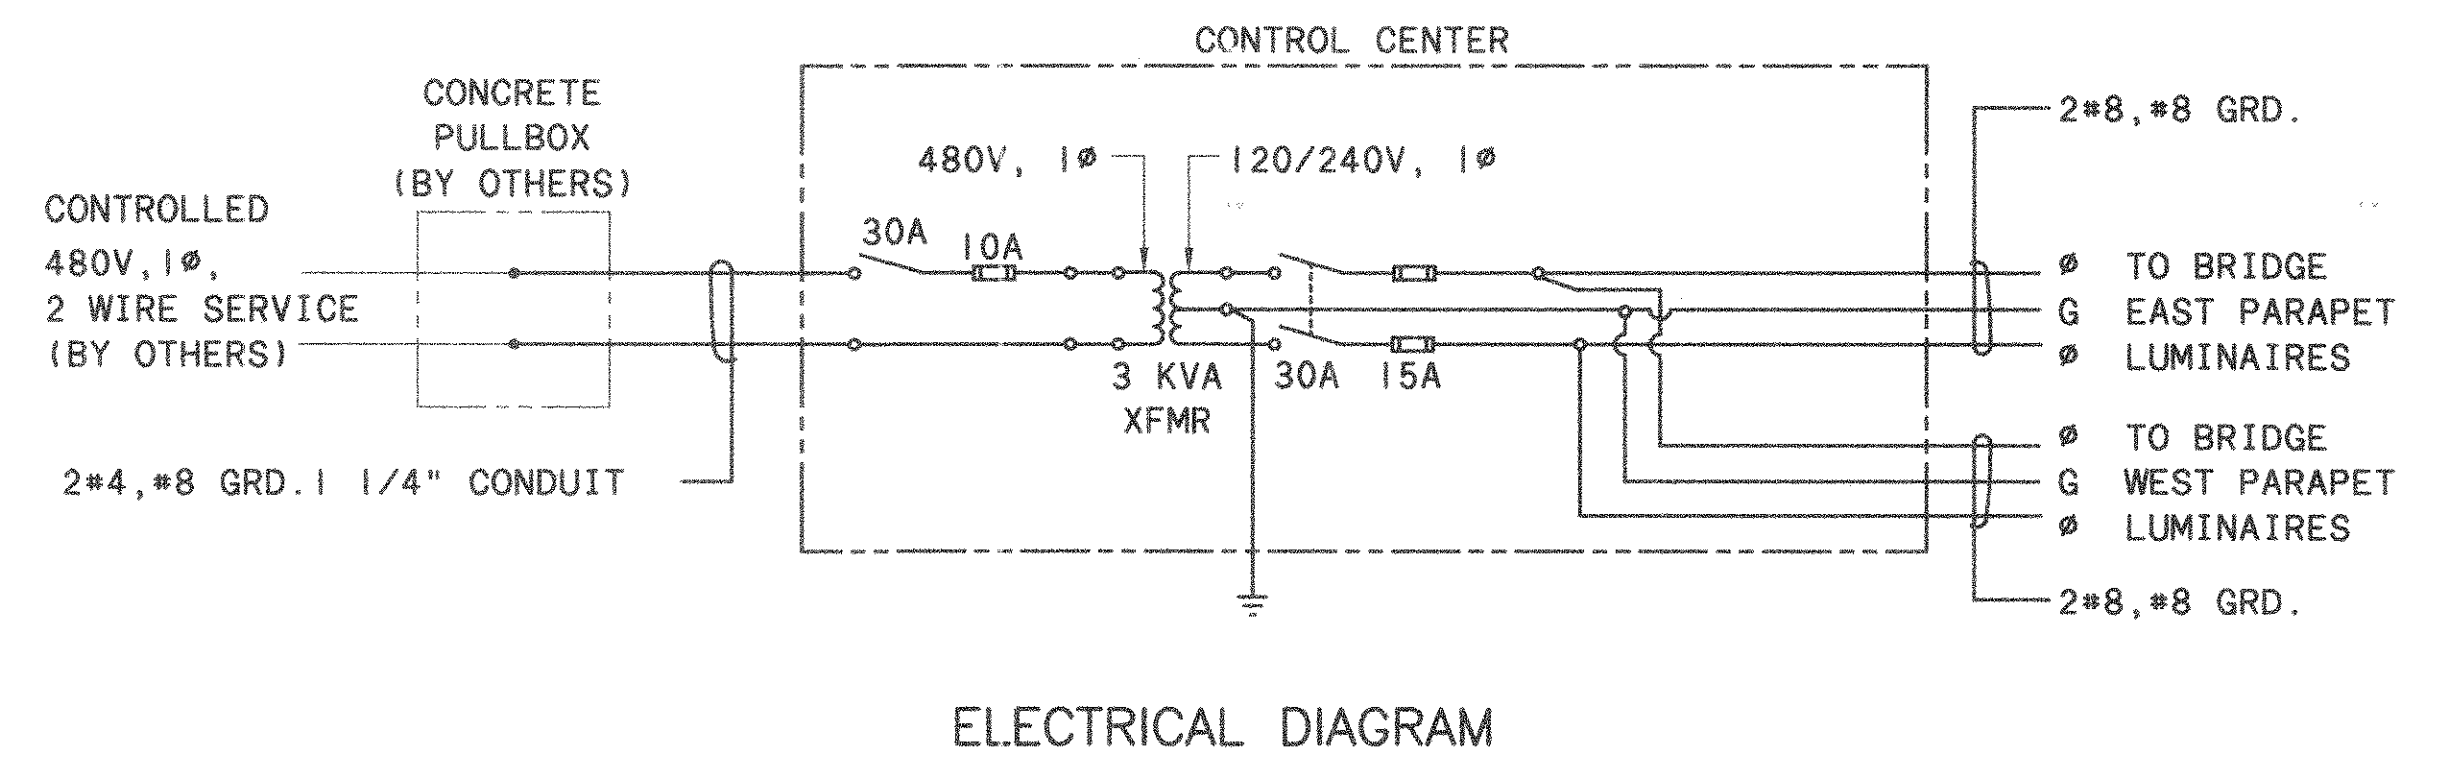 CONTROL CENTER
CONCRETE
PULLBOX
(BY OTHERS)
CONTROLLED
480V,1Ø,
2 WIRE SERVICE
(BY OTHERS)
2#4,#8 GRD.1 1/4" CONDUIT
480V, 1Ø
120/240V, 1Ø
30A
10A
3 KVA
XFMR
30A
15A
2#8,#8 GRD.
Ø TO BRIDGE
G EAST PARAPET
Ø LUMINAIRES
Ø TO BRIDGE
G WEST PARAPET
Ø LUMINAIRES
2#8,#8 GRD.
ELECTRICAL DIAGRAM